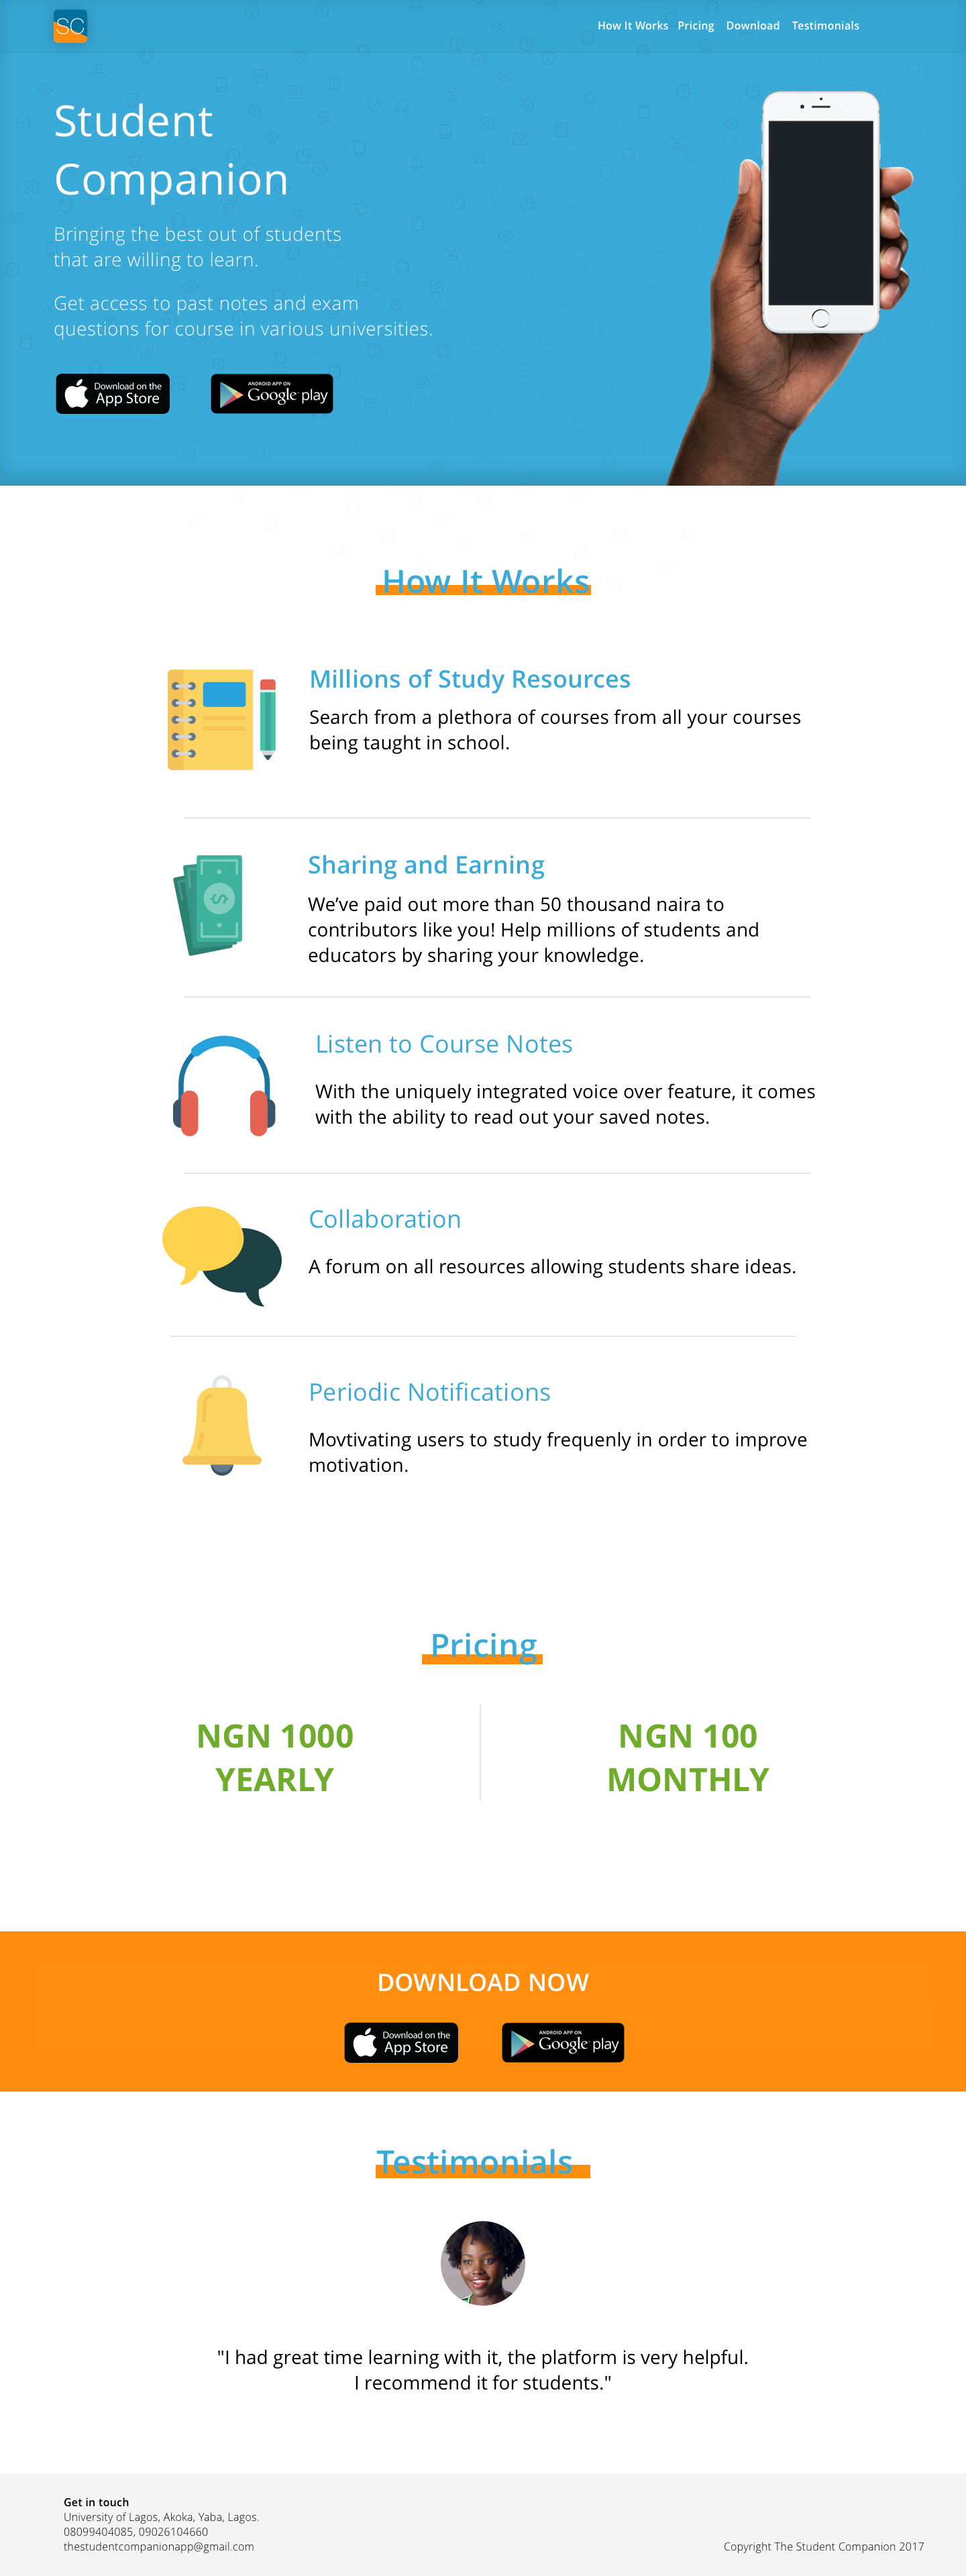 SC
How It Works Pricing Download Testimonials
Student
Companion
Bringing the best out of students
that are willing to learn.
Get access to past notes and exam
questions for course in various universities.
Download on the
App Store
ANDROID APP ON
Google play
How It Works
Millions of Study Resources
Search from a plethora of courses from all your courses
being taught in school.
Sharing and Earning
We’ve paid out more than 50 thousand naira to
contributors like you! Help millions of students and
educators by sharing your knowledge.
Listen to Course Notes
With the uniquely integrated voice over feature, it comes
with the ability to read out your saved notes.
Collaboration
A forum on all resources allowing students share ideas.
Periodic Notifications
Movtivating users to study frequenly in order to improve
motivation.
Pricing
NGN 1000
YEARLY
NGN 100
MONTHLY
DOWNLOAD NOW
Download on the
App Store
ANDROID APP ON
Google play
Testimonials
"I had great time learning with it, the platform is very helpful.
I recommend it for students."
Get in touch
University of Lagos, Akoka, Yaba, Lagos.
08099404085, 09026104660
thestudentcompanionapp@gmail.com
Copyright The Student Companion 2017